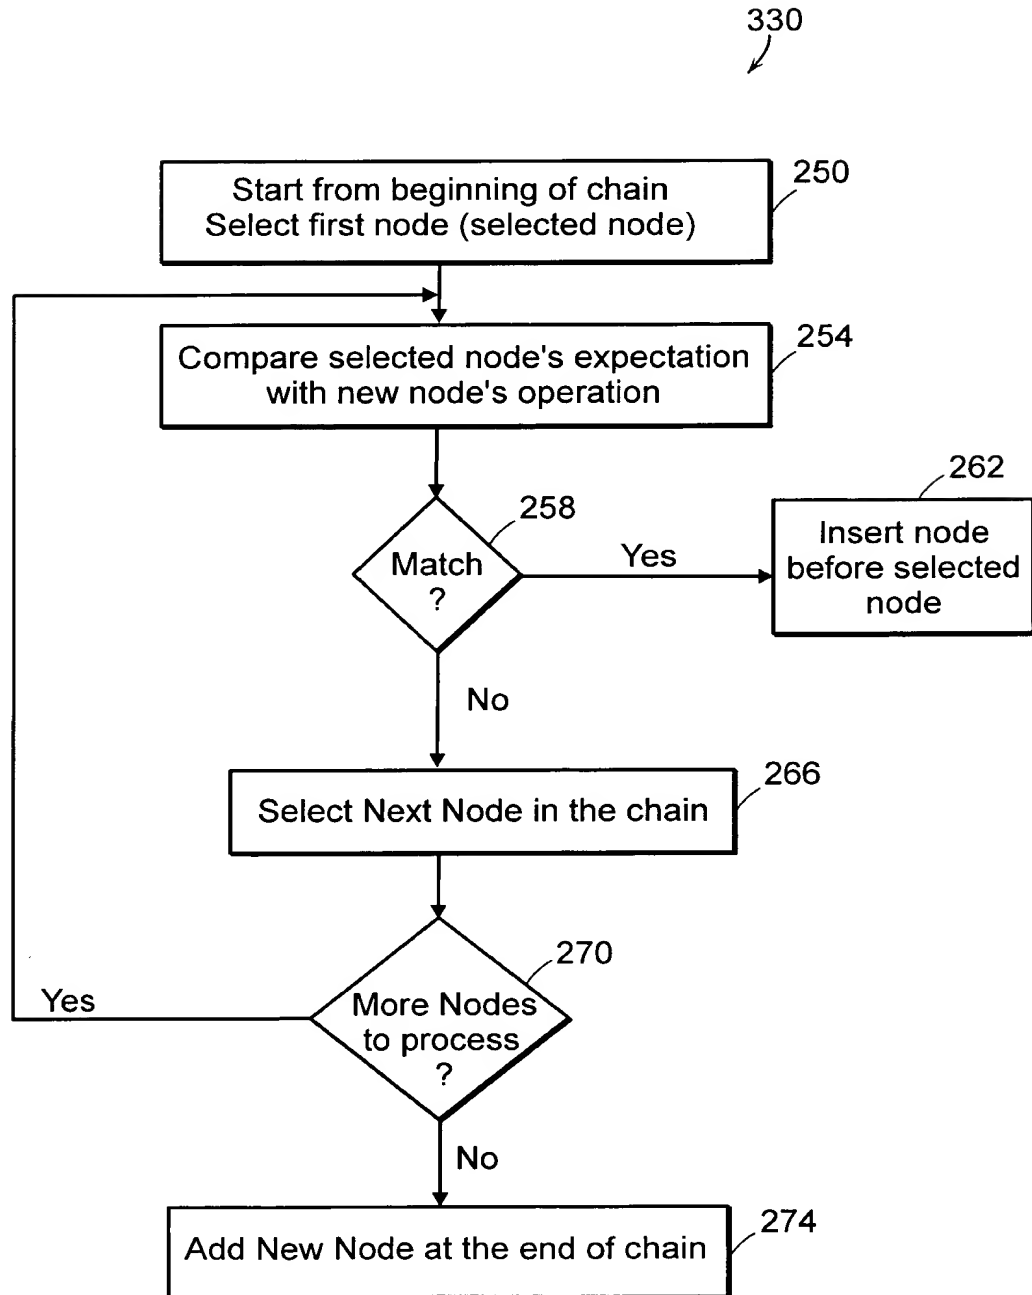 330
250
Start from beginning of chain
Select first node (selected node)
254
Compare selected node's expectation
with new node's operation
262
258
Match
?
Yes
Insert node
before selected
node
No
266
Select Next Node in the chain
270
Yes
More Nodes
to process
?
No
274
Add New Node at the end of chain